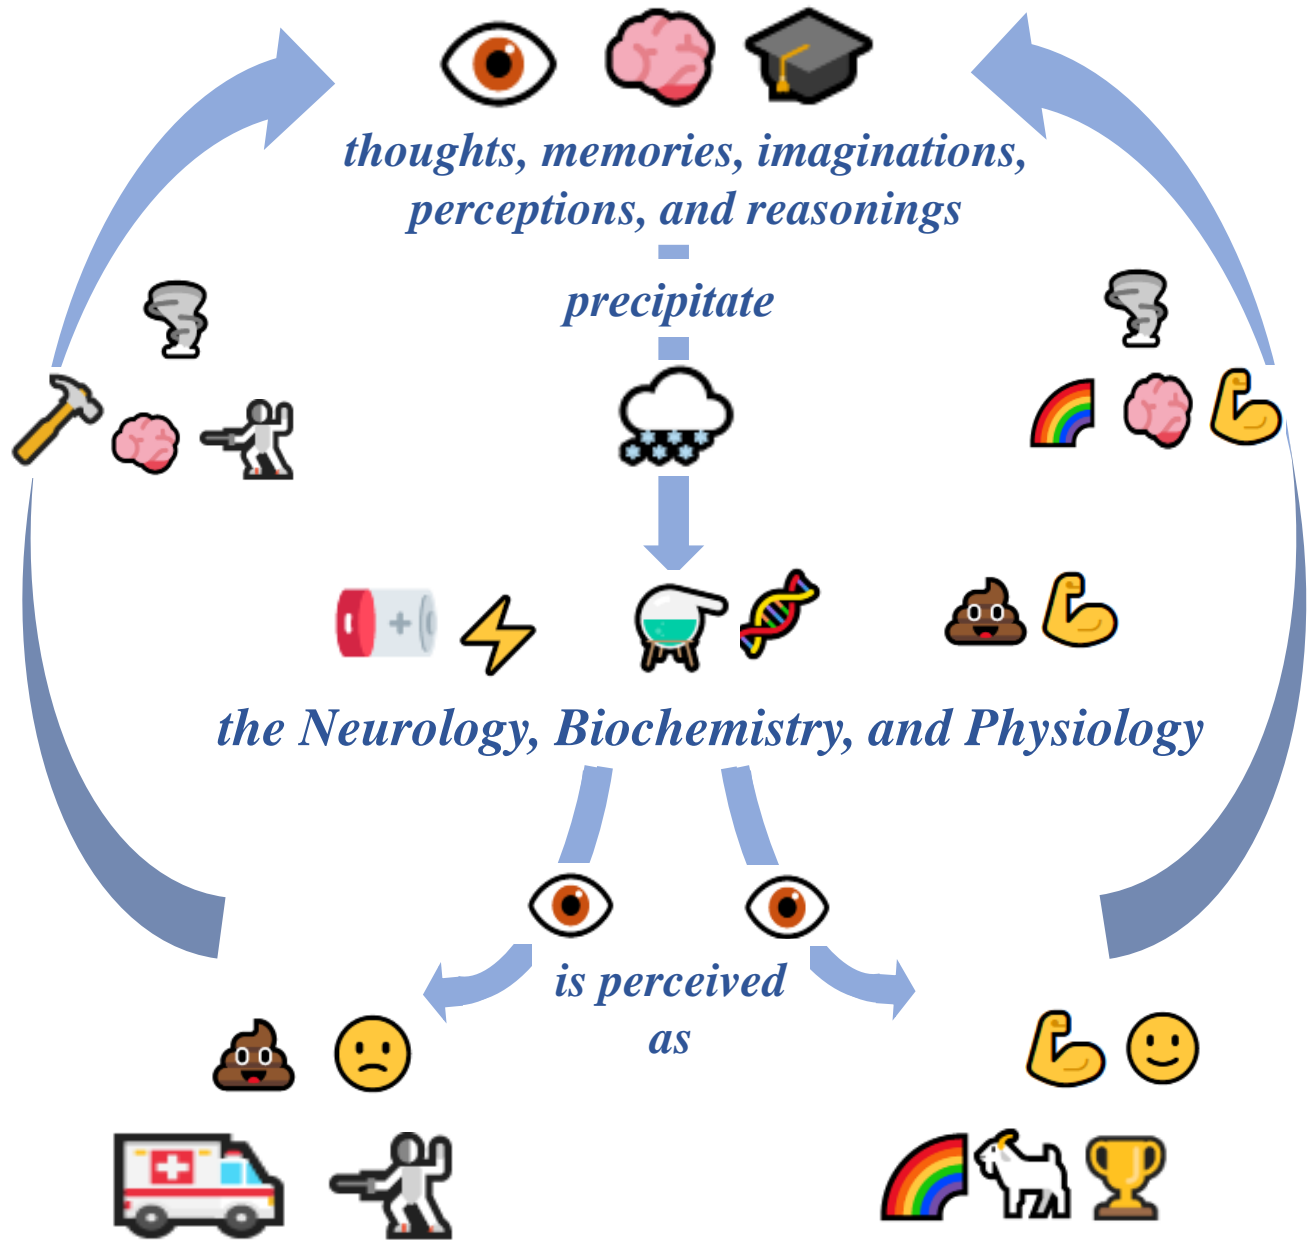 thoughts, memories, imaginations,
perceptions, and reasonings
precipitate
the Neurology, Biochemistry, and Physiology
is perceived
as